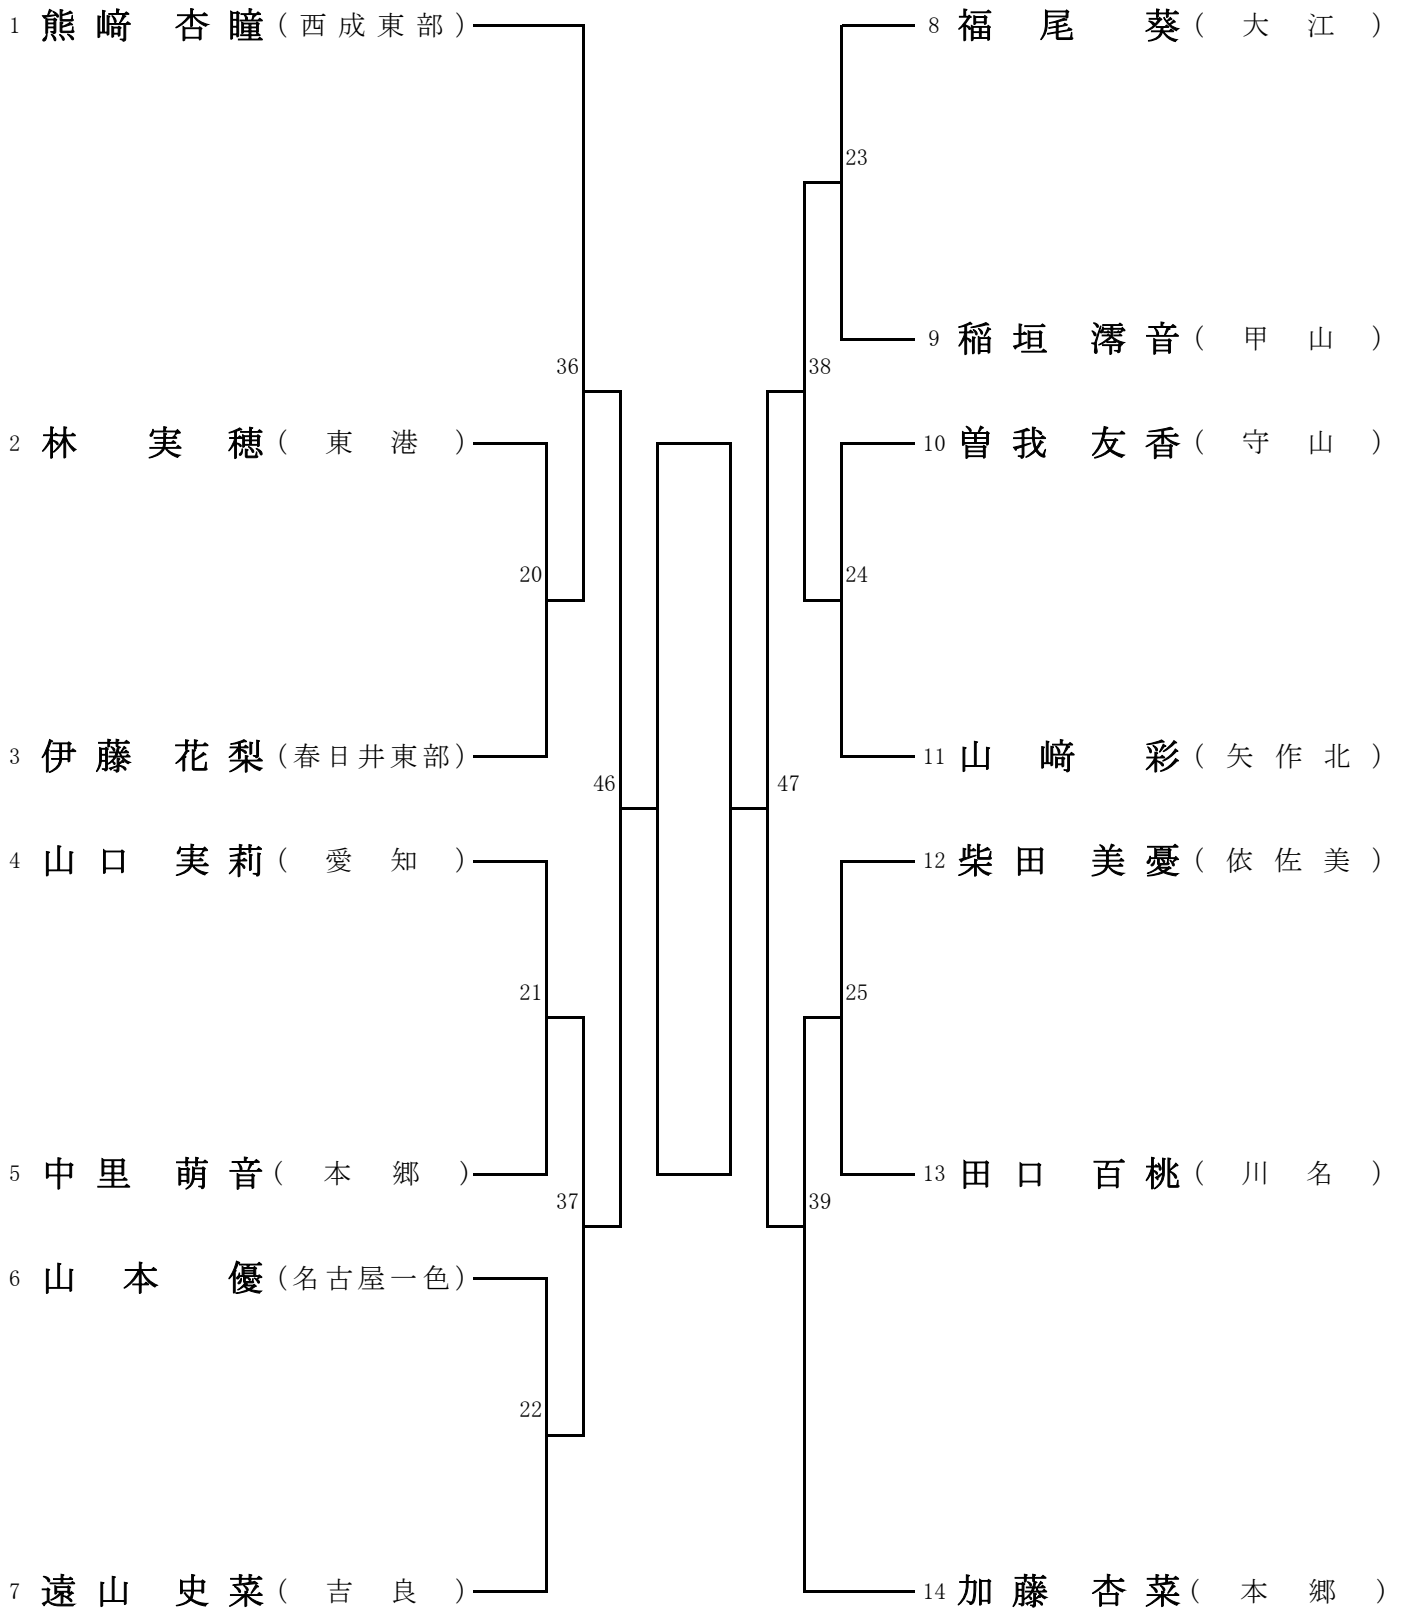 1 熊﨑 杏瞳 (西成東部)
36
2 林 実穂 (東港)
20
3 伊藤 花梨 (春日井東部)
46
4 山口 実莉 (愛知)
21
5 中里 萌音 (本郷)
37
6 山本 優 (名古屋一色)
22
7 遠山 史菜 (吉良)
8 福尾 葵 (大江)
23
9 稲垣 澪音 (甲山)
38
10 曽我 友香 (守山)
24
11 山﨑 彩 (矢作北)
47
12 柴田 美憂 (依佐美)
25
13 田口 百桃 (川名)
39
14 加藤 杏菜 (本郷)